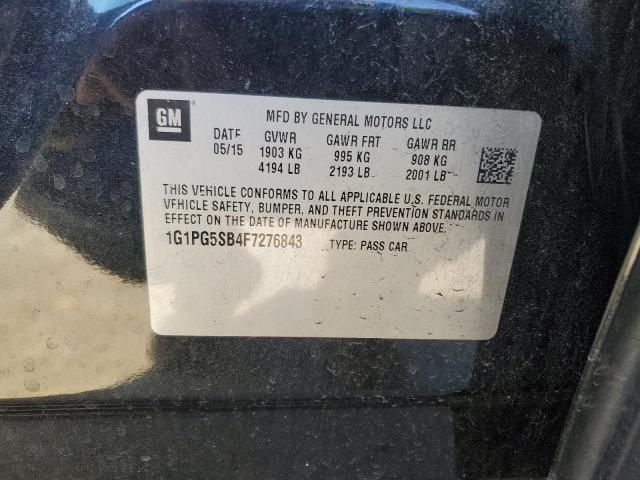 GM
MFD BY GENERAL MOTORS LLC
DATE GVWR GAWR FRT GAWR RR
05/15 1903 KG 995 KG 908 KG
4194 LB 2193 LB 2001 LB
THIS VEHICLE CONFORMS TO ALL APPLICABLE U.S. FEDERAL MOTOR
VEHICLE SAFETY, BUMPER, AND THEFT PREVENTION STANDARDS IN
EFFECT ON THE DATE OF MANUFACTURE SHOWN ABOVE.
1G1PG5SB4F7276843 TYPE: PASS CAR